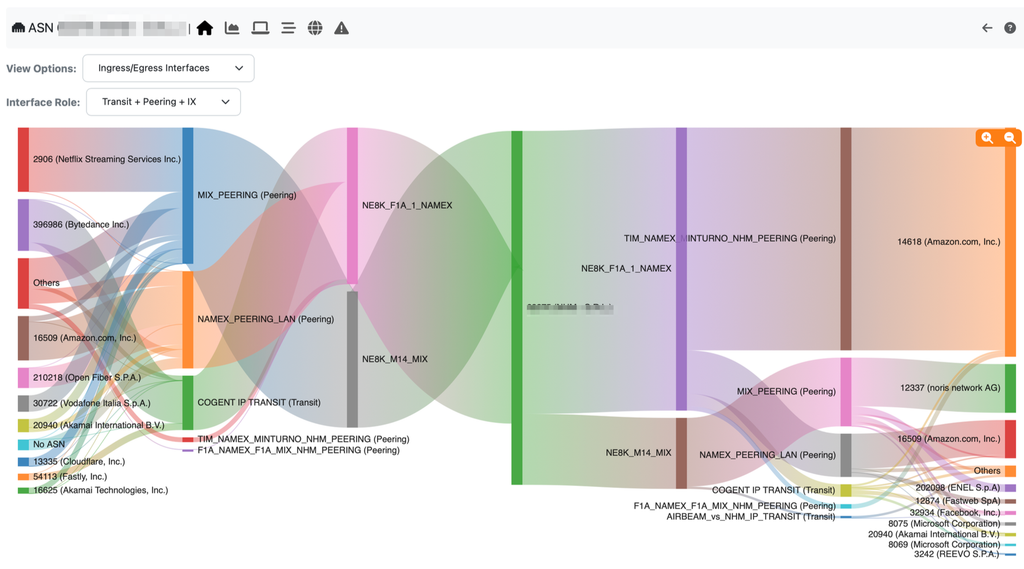 ASN
View Options:
Ingress/Egress Interfaces
Interface Role:
Transit + Peering + IX
2906 (Netflix Streaming Services Inc.)
396986 (Bytedance Inc.)
Others
16509 (Amazon.com, Inc.)
210218 (Open Fiber S.P.A.)
30722 (Vodafone Italia S.p.A.)
20940 (Akamai International B.V.)
No ASN
13335 (Cloudflare, Inc.)
54113 (Fastly, Inc.)
16625 (Akamai Technologies, Inc.)
MIX_PEERING (Peering)
NAMEX_PEERING_LAN (Peering)
COGENT IP TRANSIT (Transit)
TIM_NAMEX_MINTURNO_NHM_PEERING (Peering)
F1A_NAMEX_F1A_MIX_NHM_PEERING (Peering)
NE8K_F1A_1_NAMEX
NE8K_M14_MIX
NE8K_F1A_1_NAMEX
NE8K_M14_MIX
TIM_NAMEX_MINTURNO_NHM_PEERING (Peering)
MIX_PEERING (Peering)
NAMEX_PEERING_LAN (Peering)
COGENT IP TRANSIT (Transit)
F1A_NAMEX_F1A_MIX_NHM_PEERING (Peering)
AIRBEAM_vs_NHM_IP_TRANSIT (Transit)
14618 (Amazon.com, Inc.)
12337 (noris network AG)
16509 (Amazon.com, Inc.)
Others
202098 (ENEL S.p.A)
12874 (Fastweb SpA)
32934 (Facebook, Inc.)
8075 (Microsoft Corporation)
20940 (Akamai International B.V.)
8069 (Microsoft Corporation)
3242 (REEVO S.P.A.)